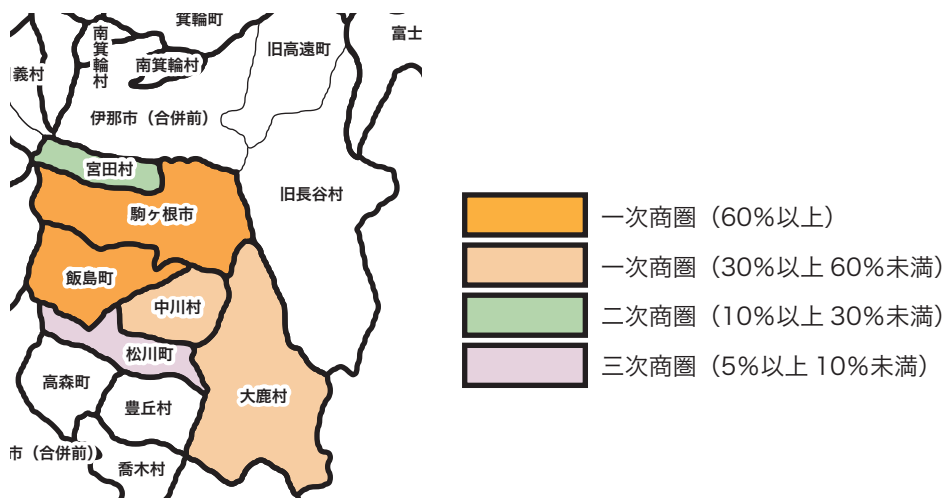 箕輪町
富士
南箕輪村
旧高遠町
南箕輪村
義村
伊那市（合併前）
宮田村
旧長谷村
駒ヶ根市
飯島町
中川村
松川町
高森町
大鹿村
豊丘村
市（合併前）
喬木村
一次商圏（60%以上）
一次商圏（30%以上 60%未満）
二次商圏（10%以上 30%未満）
三次商圏（5%以上 10%未満）